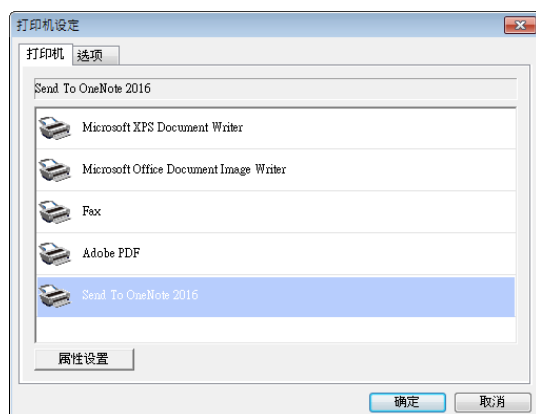 打印机设定
打印机 选项
Send To OneNote 2016
Microsoft XPS Document Writer
Microsoft Office Document Image Writer
Fax
Adobe PDF
Send To OneNote 2016
属性设置
确定 取消